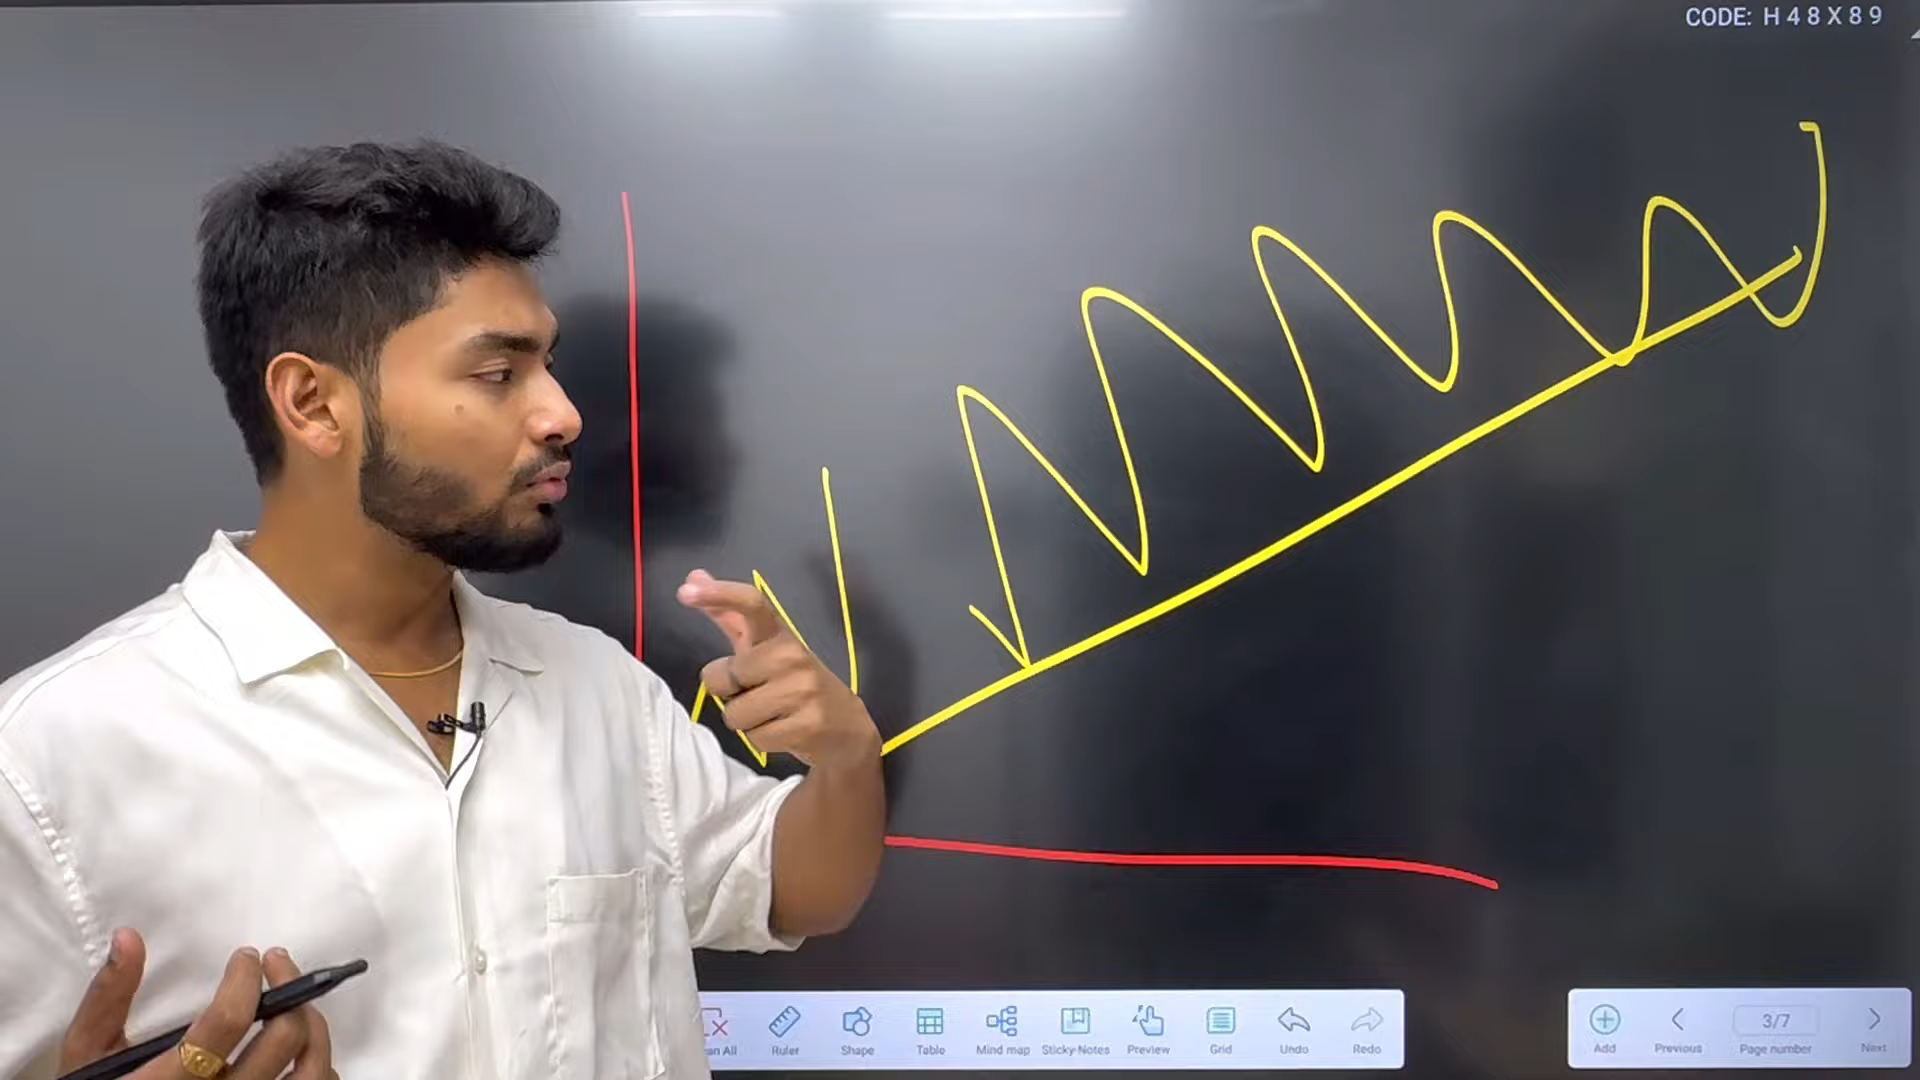 CODE: H48X89
an All
Ruler
Shape
Table
Mind map
Sticky-Notes
Preview
Grid
Undo
Redo
Add
Previous
3/7
Page number
Next